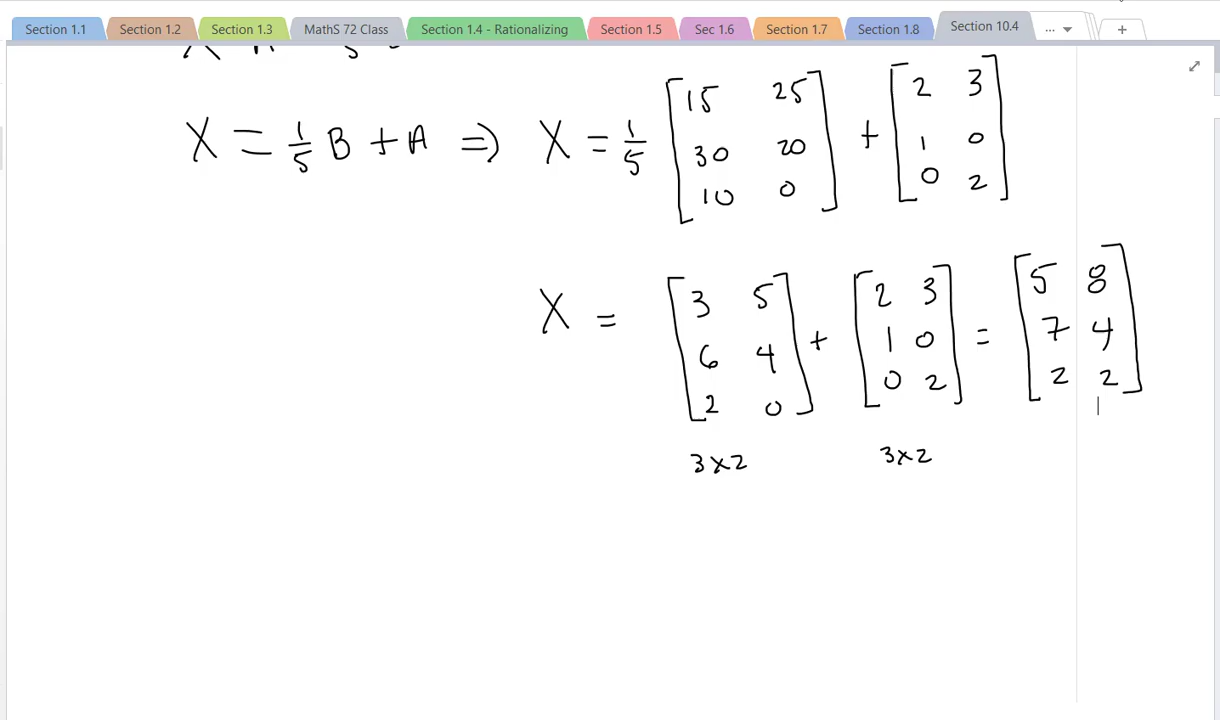 Section 1.1 Section 1.2 Section 1.3 MathS 72 Class Section 1.4 - Rationalizing Section 1.5 Sec 1.6 Section 1.7 Section 1.8 Section 10.4 ...
X = 1/5 B + A ⇒ X = 1/5 [15 25; 30 20; 10 0] + [2 3; 1 0; 0 2]
X = [3 5; 6 4; 2 0] + [2 3; 1 0; 0 2] = [5 8; 7 4; 2 2]
3x2 3x2